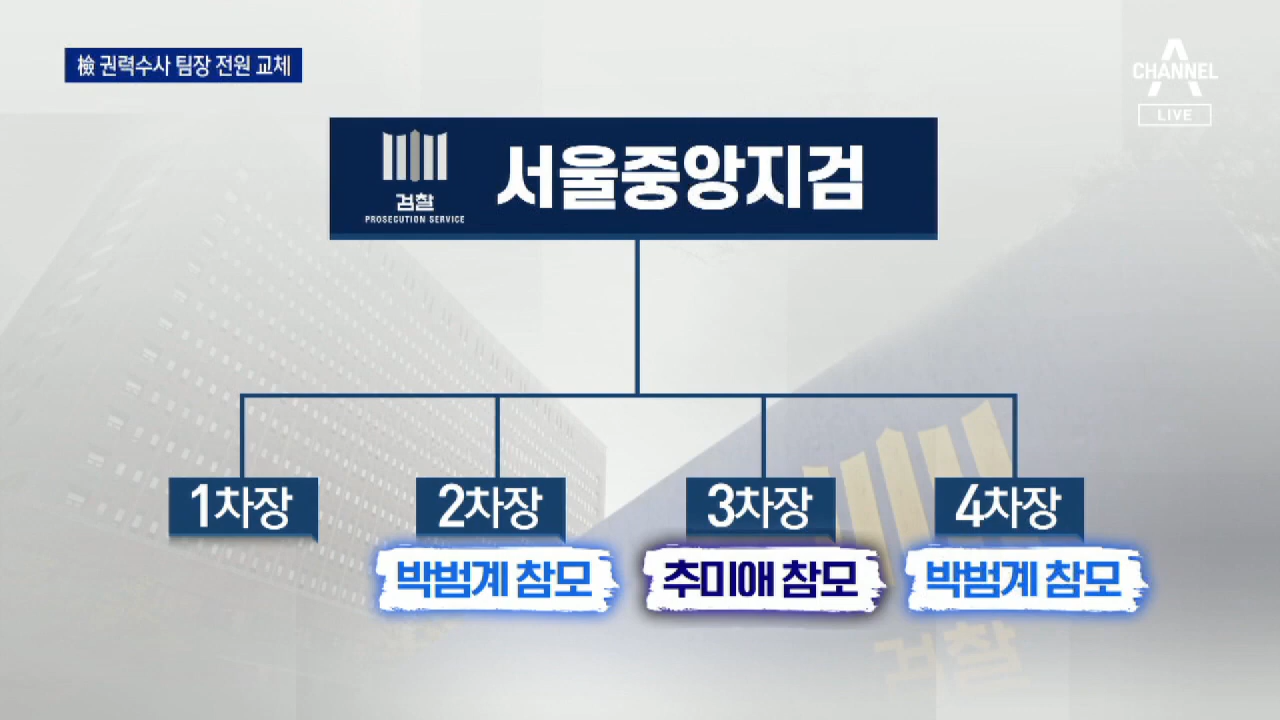 檢 권력수사 팀장 전원 교체
CHANNEL A
LIVE
검찰
PROSECUTION SERVICE
서울중앙지검
1차장
2차장
3차장
4차장
박범계 참모
추미애 참모
박범계 참모
검찰